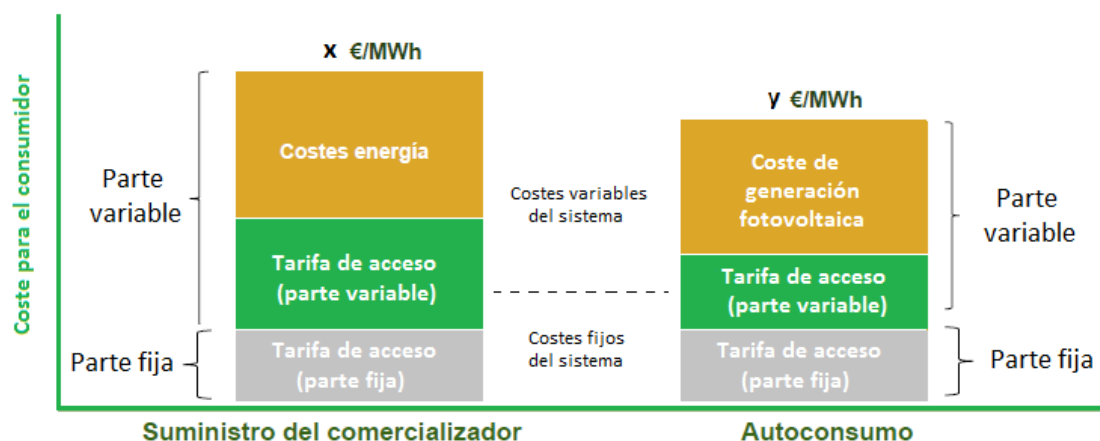 Coste para el consumidor
x €/MWh
y €/MWh
Parte
variable
Costes energía
Tarifa de acceso
(parte variable)
Parte fija
Tarifa de acceso
(parte fija)
Costes variables
del sistema
Costes fijos
del sistema
Coste de
generación
fotovoltaica
Tarifa de acceso
(parte variable)
Tarifa de acceso
(parte fija)
Parte
variable
Parte fija
Suministro del comercializador
Autoconsumo